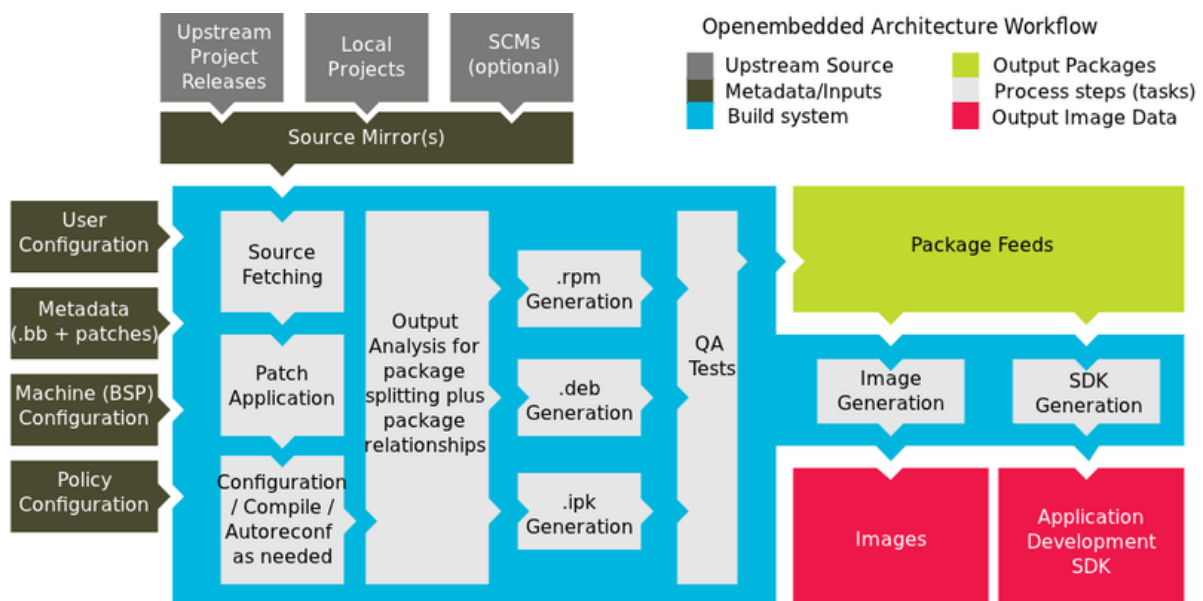 Upstream
Project
Releases
Local
Projects
SCMs
(optional)
Openembedded Architecture Workflow
Upstream Source
Metadata/Inputs
Build system
Output Packages
Process steps (tasks)
Output Image Data
Source Mirror(s)
User
Configuration
Metadata
(.bb + patches)
Machine (BSP)
Configuration
Policy
Configuration
Source
Fetching
Patch
Application
Configuration
/ Compile /
Autoreconf
as needed
Output
Analysis for
package
splitting plus
package
relationships
.rpm
Generation
.deb
Generation
.ipk
Generation
QA
Tests
Package Feeds
Image
Generation
SDK
Generation
Images
Application
Development
SDK